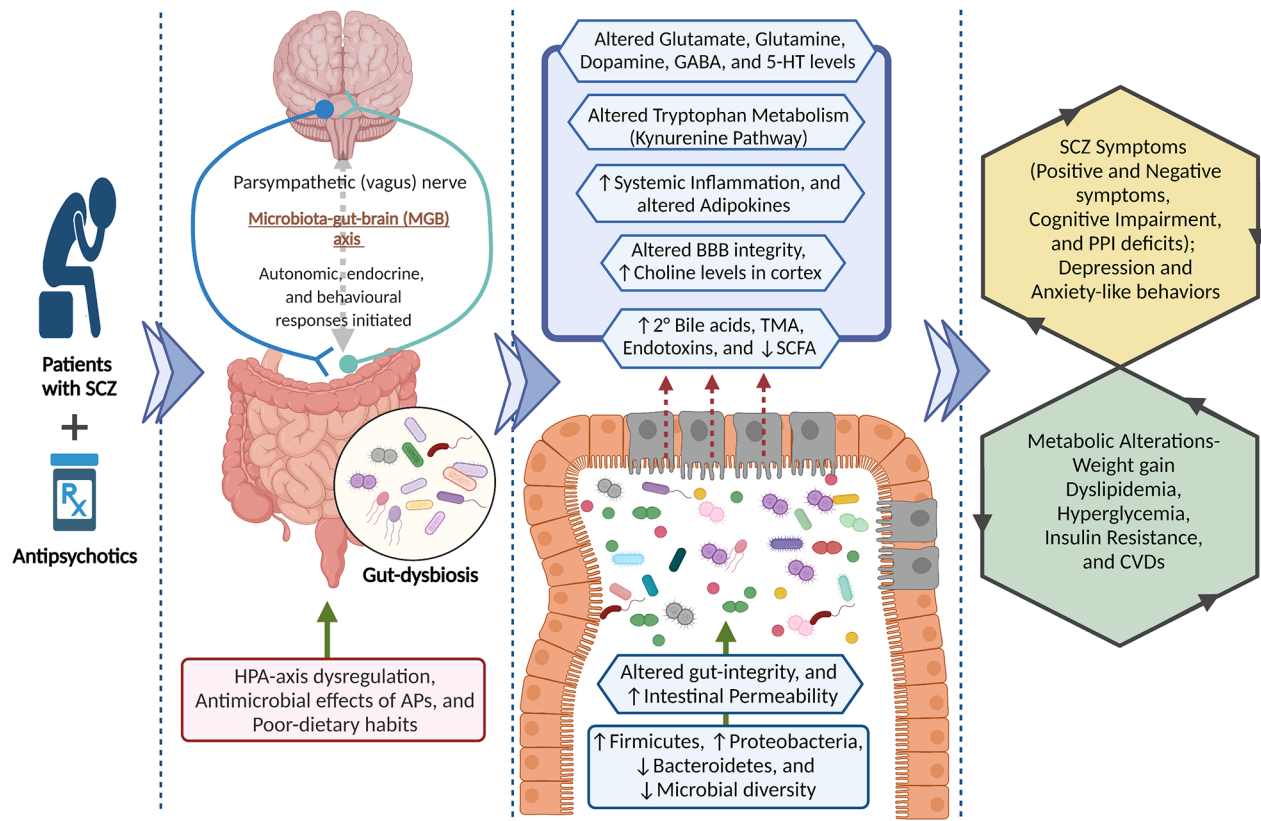 Patients
with SCZ
+
Rx
Antipsychotics
Parsympathetic (vagus) nerve
Microbiota-gut-brain (MGB)
axis
Autonomic, endocrine,
and behavioural
responses initiated
Gut-dysbiosis
HPA-axis dysregulation,
Antimicrobial effects of APs, and
Poor-dietary habits
Altered Glutamate, Glutamine,
Dopamine, GABA, and 5-HT levels
Altered Tryptophan Metabolism
(Kynurenine Pathway)
↑Systemic Inflammation, and
altered Adipokines
Altered BBB integrity,
↑Choline levels in cortex
↑2° Bile acids, TMA,
Endotoxins, and ↓SCFA
Altered gut-integrity, and
↑Intestinal Permeability
↑Firmicutes, ↑Proteobacteria,
↓Bacteroidetes, and
↓Microbial diversity
SCZ Symptoms
(Positive and Negative
symptoms,
Cognitive Impairment,
and PPI deficits);
Depression and
Anxiety-like behaviors
Metabolic Alterations-
Weight gain
Dyslipidemia,
Hyperglycemia,
Insulin Resistance,
and CVDs